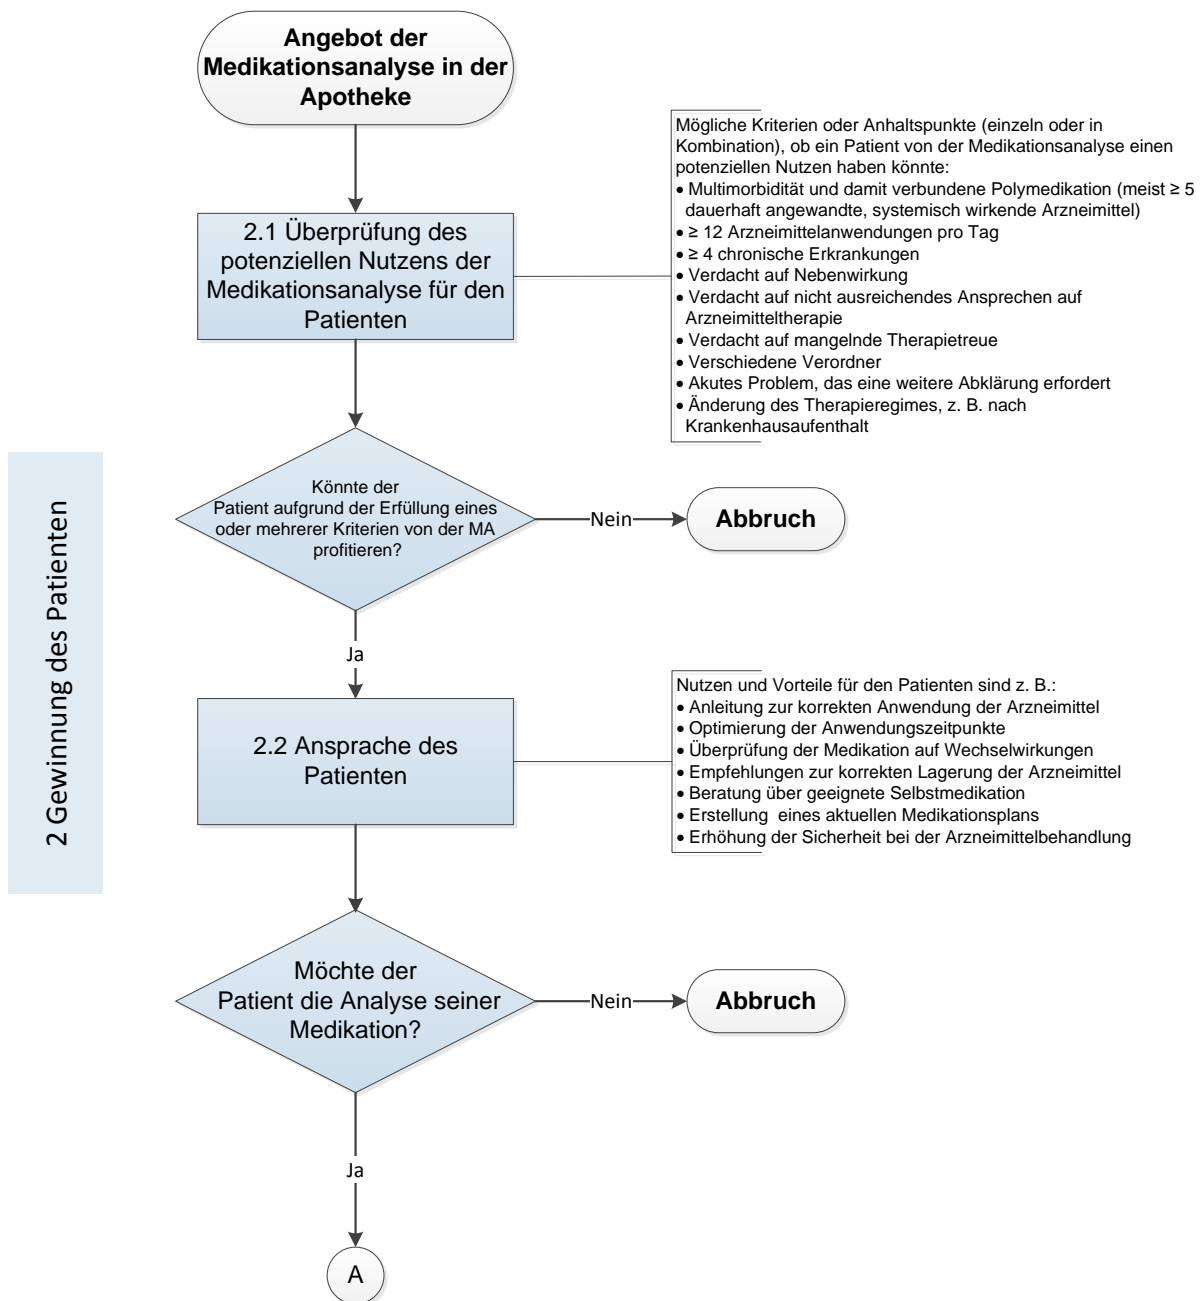 Angebot der
Medikationsanalyse in der
Apotheke
Mögliche Kriterien oder Anhaltspunkte (einzeln oder in
Kombination), ob ein Patient von der Medikationsanalyse einen
potenziellen Nutzen haben könnte:
• Multimorbidität und damit verbundene Polymedikation (meist ≥ 5
dauerhaft angewandte, systemisch wirkende Arzneimittel)
• ≥ 12 Arzneimittelanwendungen pro Tag
• ≥ 4 chronische Erkrankungen
• Verdacht auf Nebenwirkung
• Verdacht auf nicht ausreichendes Ansprechen auf
Arzneimitteltherapie
• Verdacht auf mangelnde Therapietreue
• Verschiedene Verordner
• Akutes Problem, das eine weitere Abklärung erfordert
• Änderung des Therapieregimes, z. B. nach
Krankenhausaufenthalt
2.1 Überprüfung des
potenziellen Nutzens der
Medikationsanalyse für den
Patienten
2 Gewinnung des Patienten
Könnte der
Patient aufgrund der Erfüllung eines
oder mehrerer Kriterien von der MA
profitieren?
Nein
Abbruch
Ja
2.2 Ansprache des
Patienten
Nutzen und Vorteile für den Patienten sind z. B.:
• Anleitung zur korrekten Anwendung der Arzneimittel
• Optimierung der Anwendungszeitpunkte
• Überprüfung der Medikation auf Wechselwirkungen
• Empfehlungen zur korrekten Lagerung der Arzneimittel
• Beratung über geeignete Selbstmedikation
• Erstellung eines aktuellen Medikationsplans
• Erhöhung der Sicherheit bei der Arzneimittelbehandlung
Möchte der
Patient die Analyse seiner
Medikation?
Nein
Abbruch
Ja
A